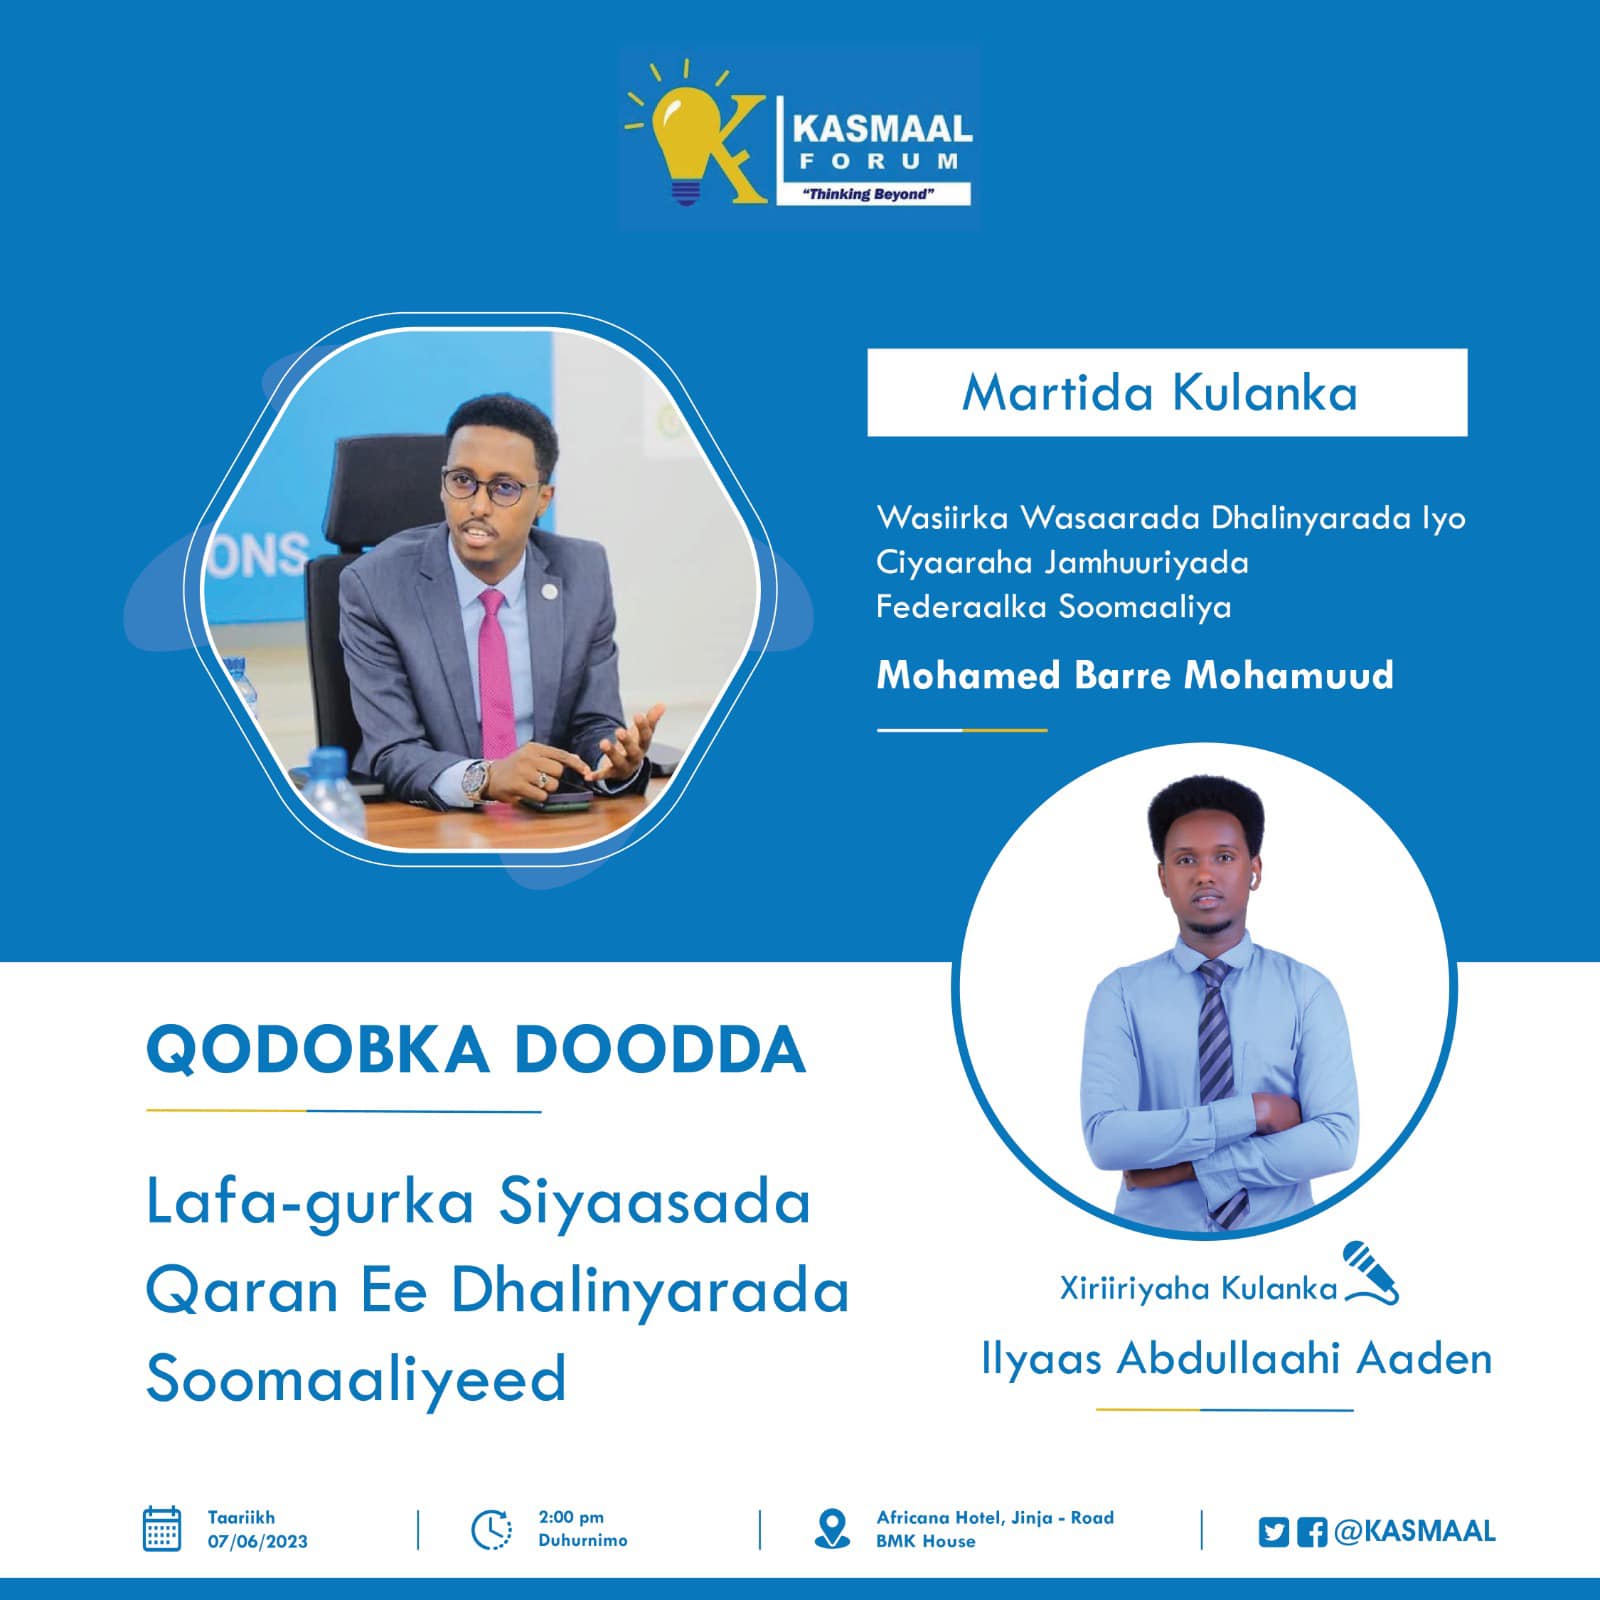 KASMAAL
FORUM
"Thinking Beyond"
Martida Kulanka
ONS
Wasiirka Wasaarada Dhalinyarada Iyo
Ciyaaraha Jamhuuriyada
Federaalka Soomaaliya
Mohamed Barre Mohamuud
QODOBKA DOODDA
Lafa-gurka Siyaasada
Qaran Ee Dhalinyarada
Soomaaliyeed
Xiriiriyaha Kulanka
Ilyaas Abdullaahi Aaden
Taariikh
07/06/2023
2:00 pm
Duhurnimo
Africana Hotel, Jinja - Road
BMK House
@KASMAAL